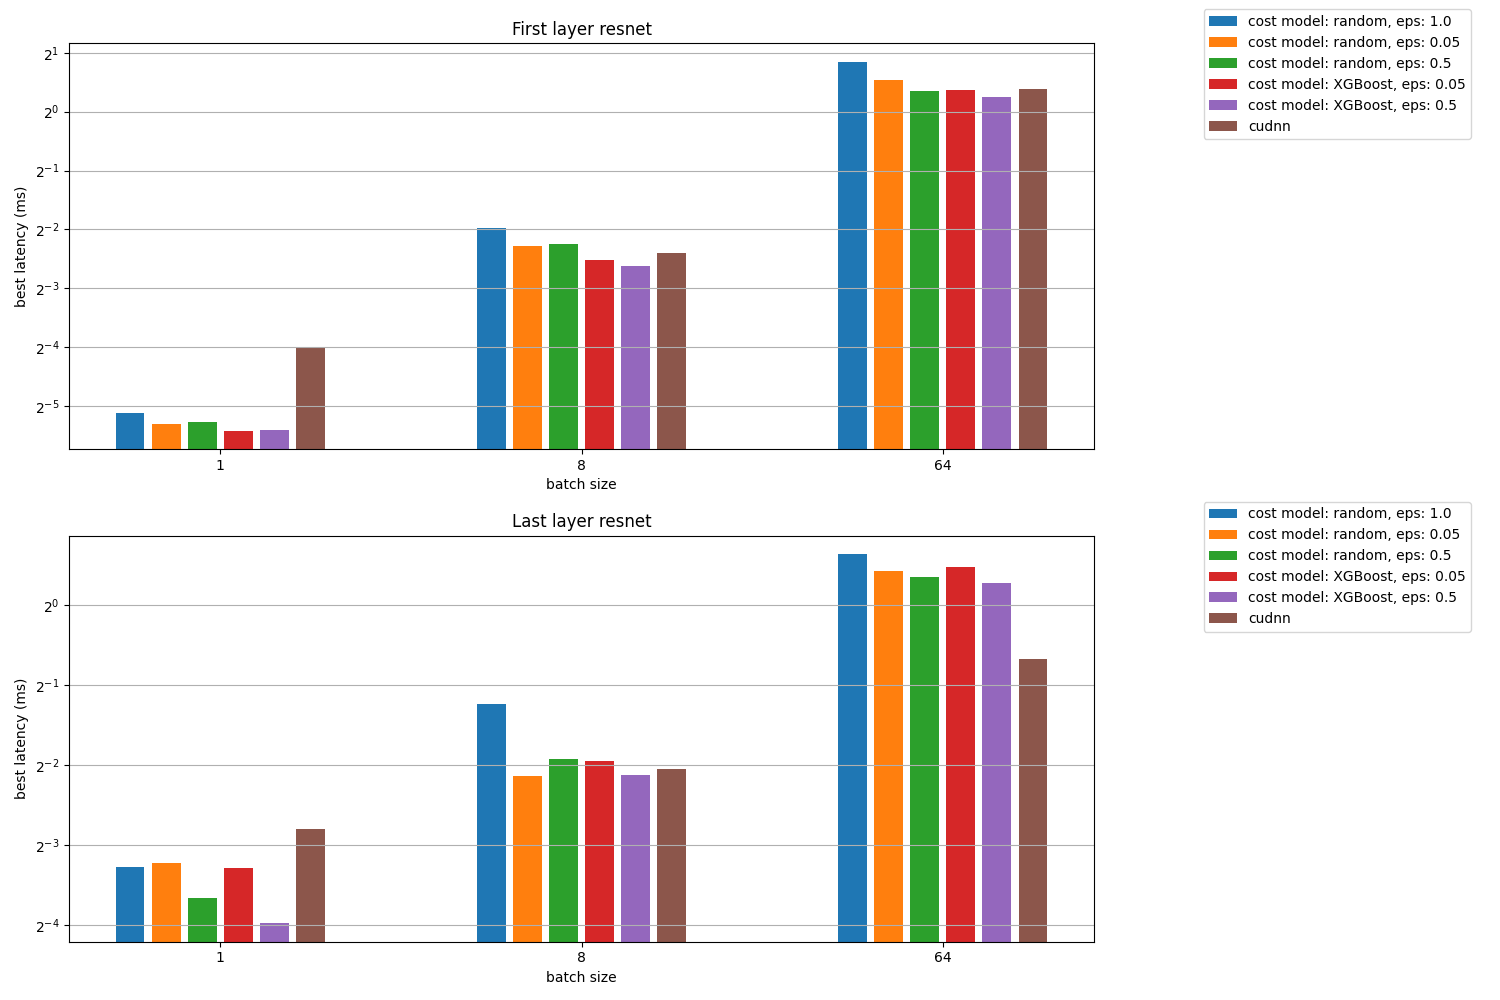 First layer resnet
best latency (ms)
2^1
2^0
2^-1
2^-2
2^-3
2^-4
2^-5
1
8
64
batch size
cost model: random, eps: 1.0
cost model: random, eps: 0.05
cost model: random, eps: 0.5
cost model: XGBoost, eps: 0.05
cost model: XGBoost, eps: 0.5
cudnn
Last layer resnet
best latency (ms)
2^0
2^-1
2^-2
2^-3
2^-4
1
8
64
batch size
cost model: random, eps: 1.0
cost model: random, eps: 0.05
cost model: random, eps: 0.5
cost model: XGBoost, eps: 0.05
cost model: XGBoost, eps: 0.5
cudnn